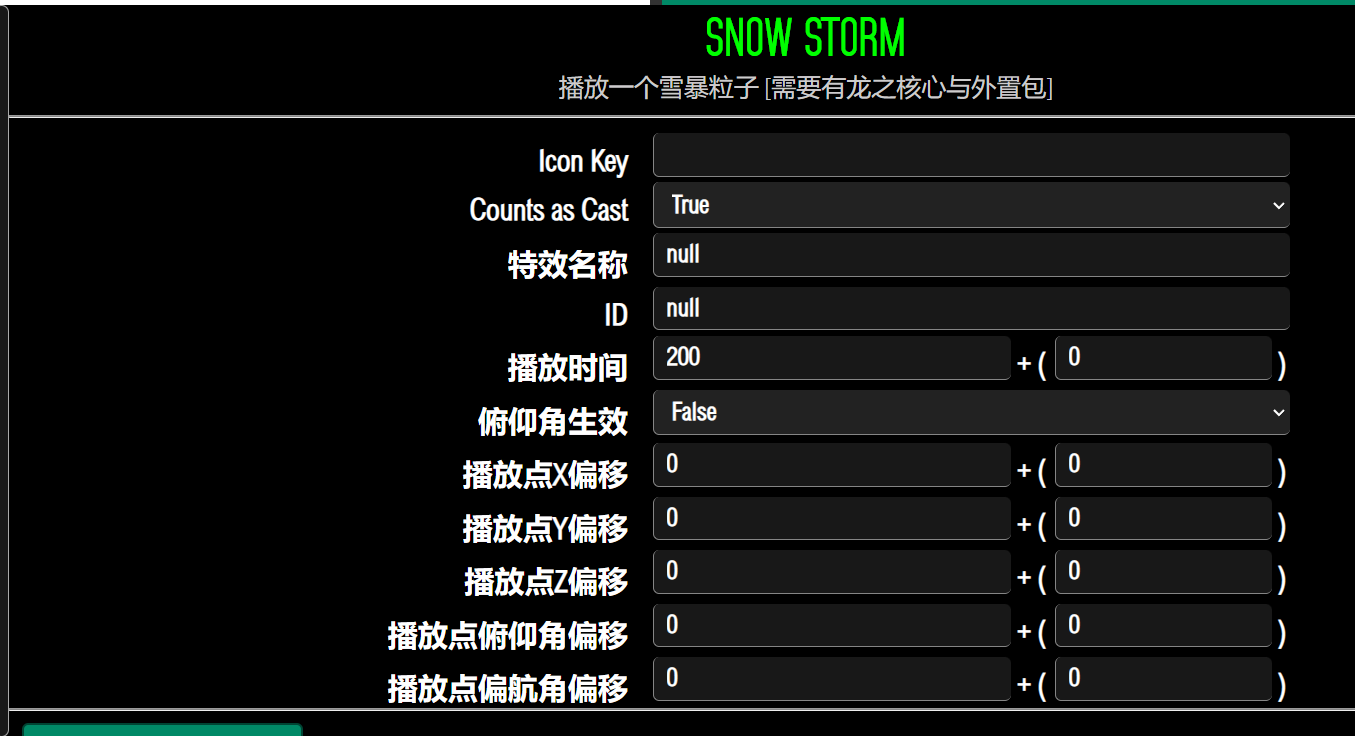 SNOW STORM
播放一个雪暴粒子 [需要有龙之核心与外置包]
Icon Key
Counts as Cast True
特效名称 null
ID null
播放时间 200 + ( 0 )
俯仰角生效 False
播放点X偏移 0 + ( 0 )
播放点Y偏移 0 + ( 0 )
播放点Z偏移 0 + ( 0 )
播放点俯仰角偏移 0 + ( 0 )
播放点偏航角偏移 0 + ( 0 )